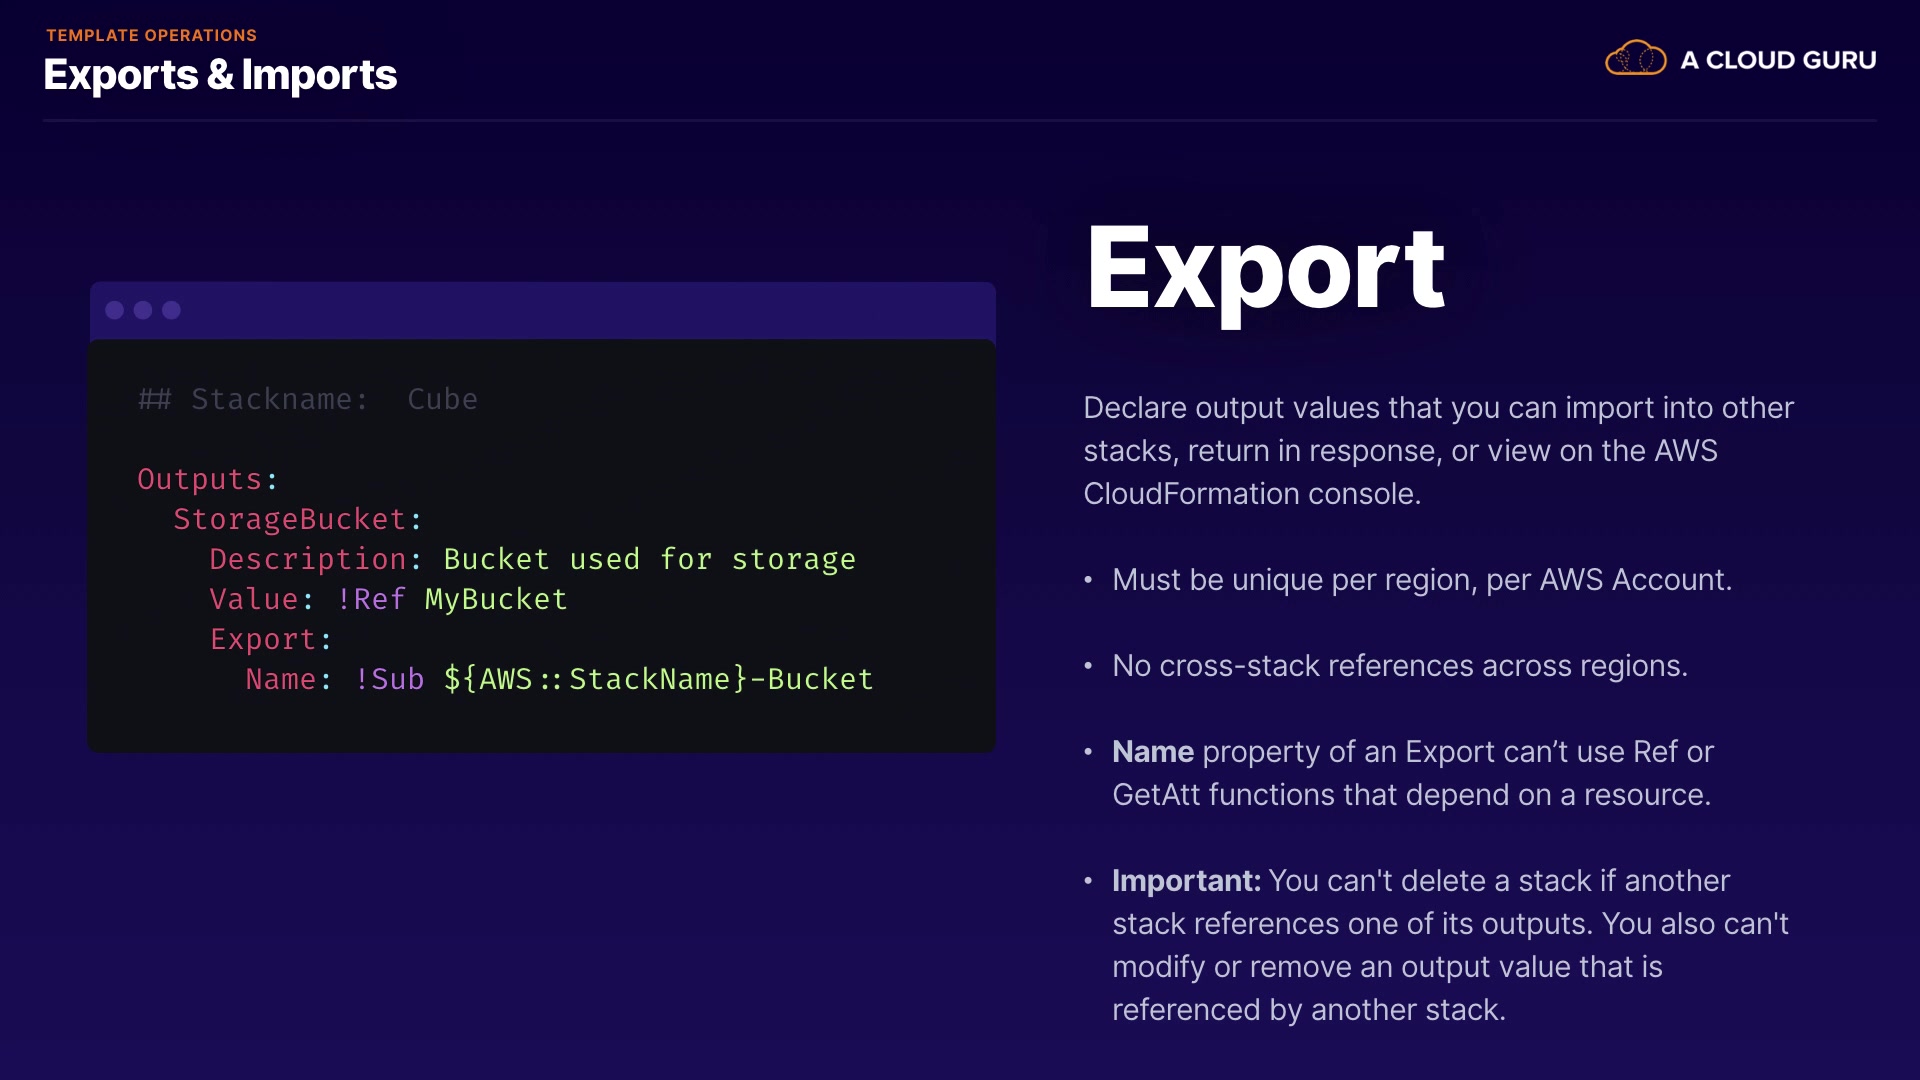 TEMPLATE OPERATIONS
Exports & Imports
A CLOUD GURU
## Stackname:  Cube
Outputs:
  StorageBucket:
    Description: Bucket used for storage
    Value: !Ref MyBucket
    Export:
      Name: !Sub ${AWS::StackName}-Bucket
Export
Declare output values that you can import into other
stacks, return in response, or view on the AWS
CloudFormation console.
• Must be unique per region, per AWS Account.
• No cross-stack references across regions.
• Name property of an Export can’t use Ref or
GetAtt functions that depend on a resource.
• Important: You can't delete a stack if another
stack references one of its outputs. You also can't
modify or remove an output value that is
referenced by another stack.